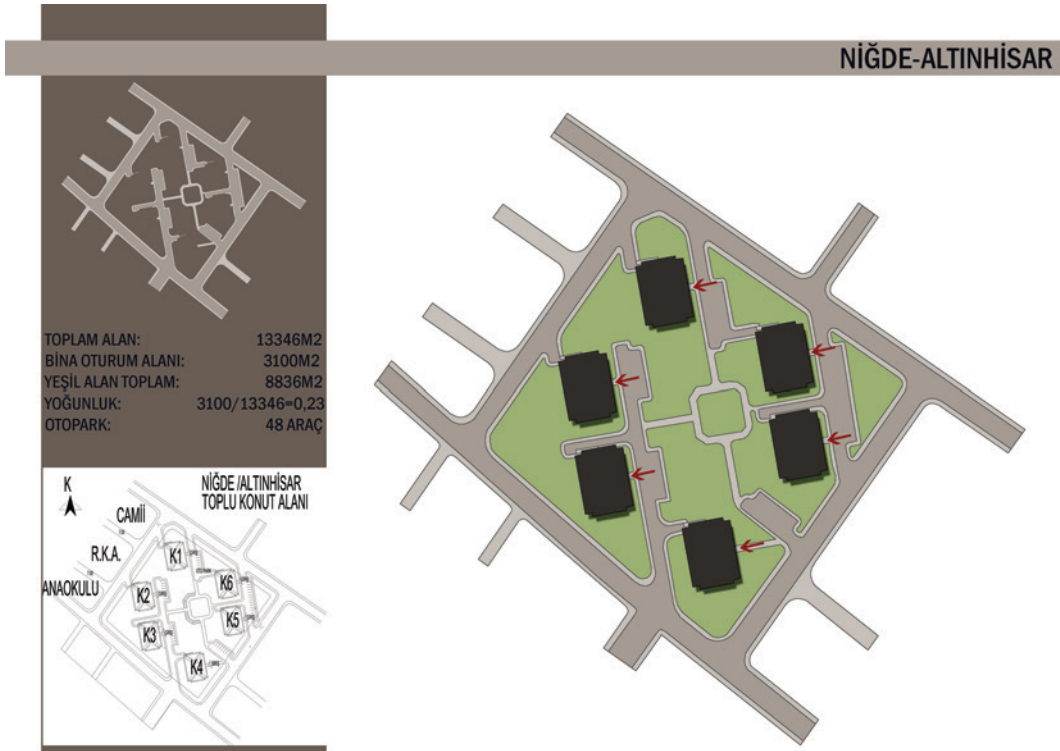 NİĞDE-ALTINHİSAR
TOPLAM ALAN: 13346M2
BİNA OTURUM ALANI: 3100M2
YEŞİL ALAN TOPLAM: 8836M2
YOĞUNLUK: 3100/13346=0,23
OTOPARK: 48 ARAÇ
K
NİĞDE /ALTINHİSAR
TOPLU KONUT ALANI
CAMİİ
R.K.A.
ANAOKULU
K1
K2
K6
K3
K5
K4